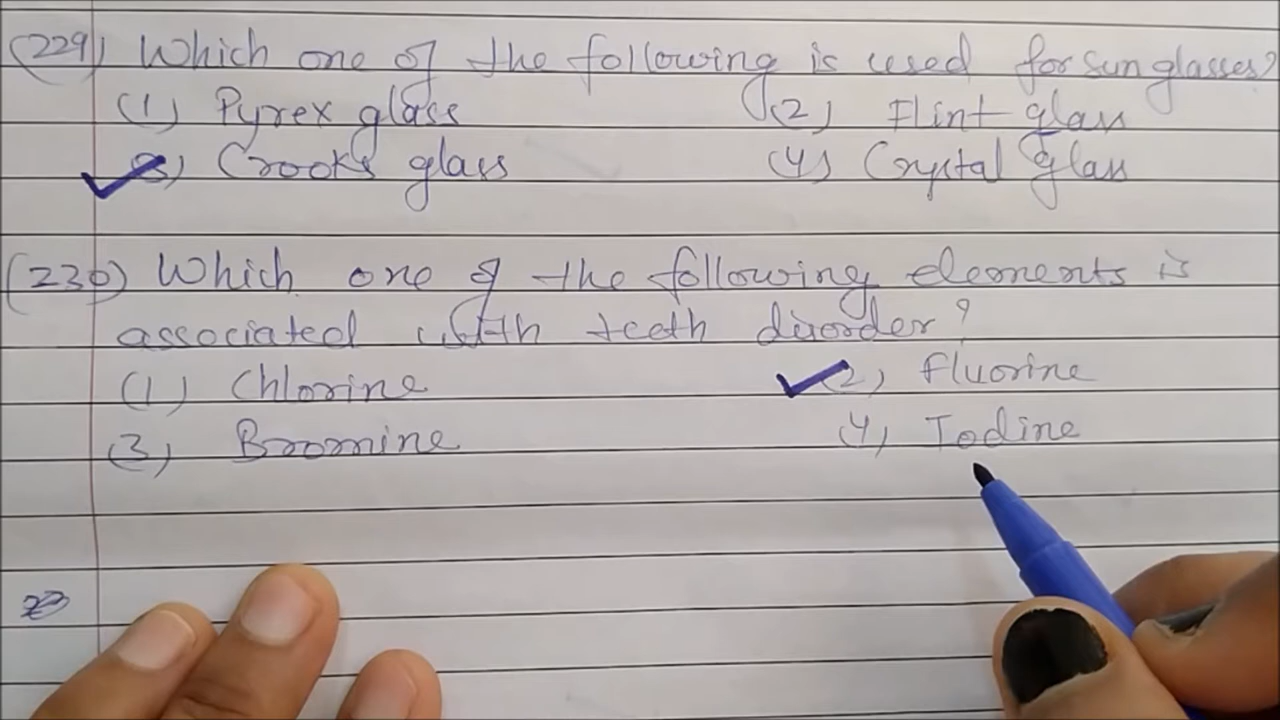 (229) Which one of the following is used for sunglasses?
(1) Pyrex glass (2) Flint glass
(3) Crooks glass (4) Crystal glass
(230) Which one of the following elements is
associated with teeth disorder?
(1) Chlorine (2) Fluorine
(3) Bromine (4) Iodine